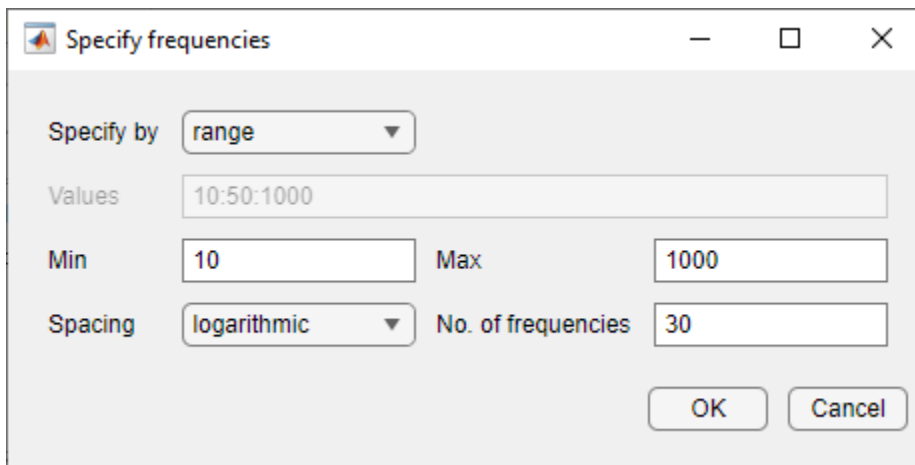 Specify frequencies
Specify by range
Values 10:50:1000
Min 10 Max 1000
Spacing logarithmic No. of frequencies 30
OK Cancel